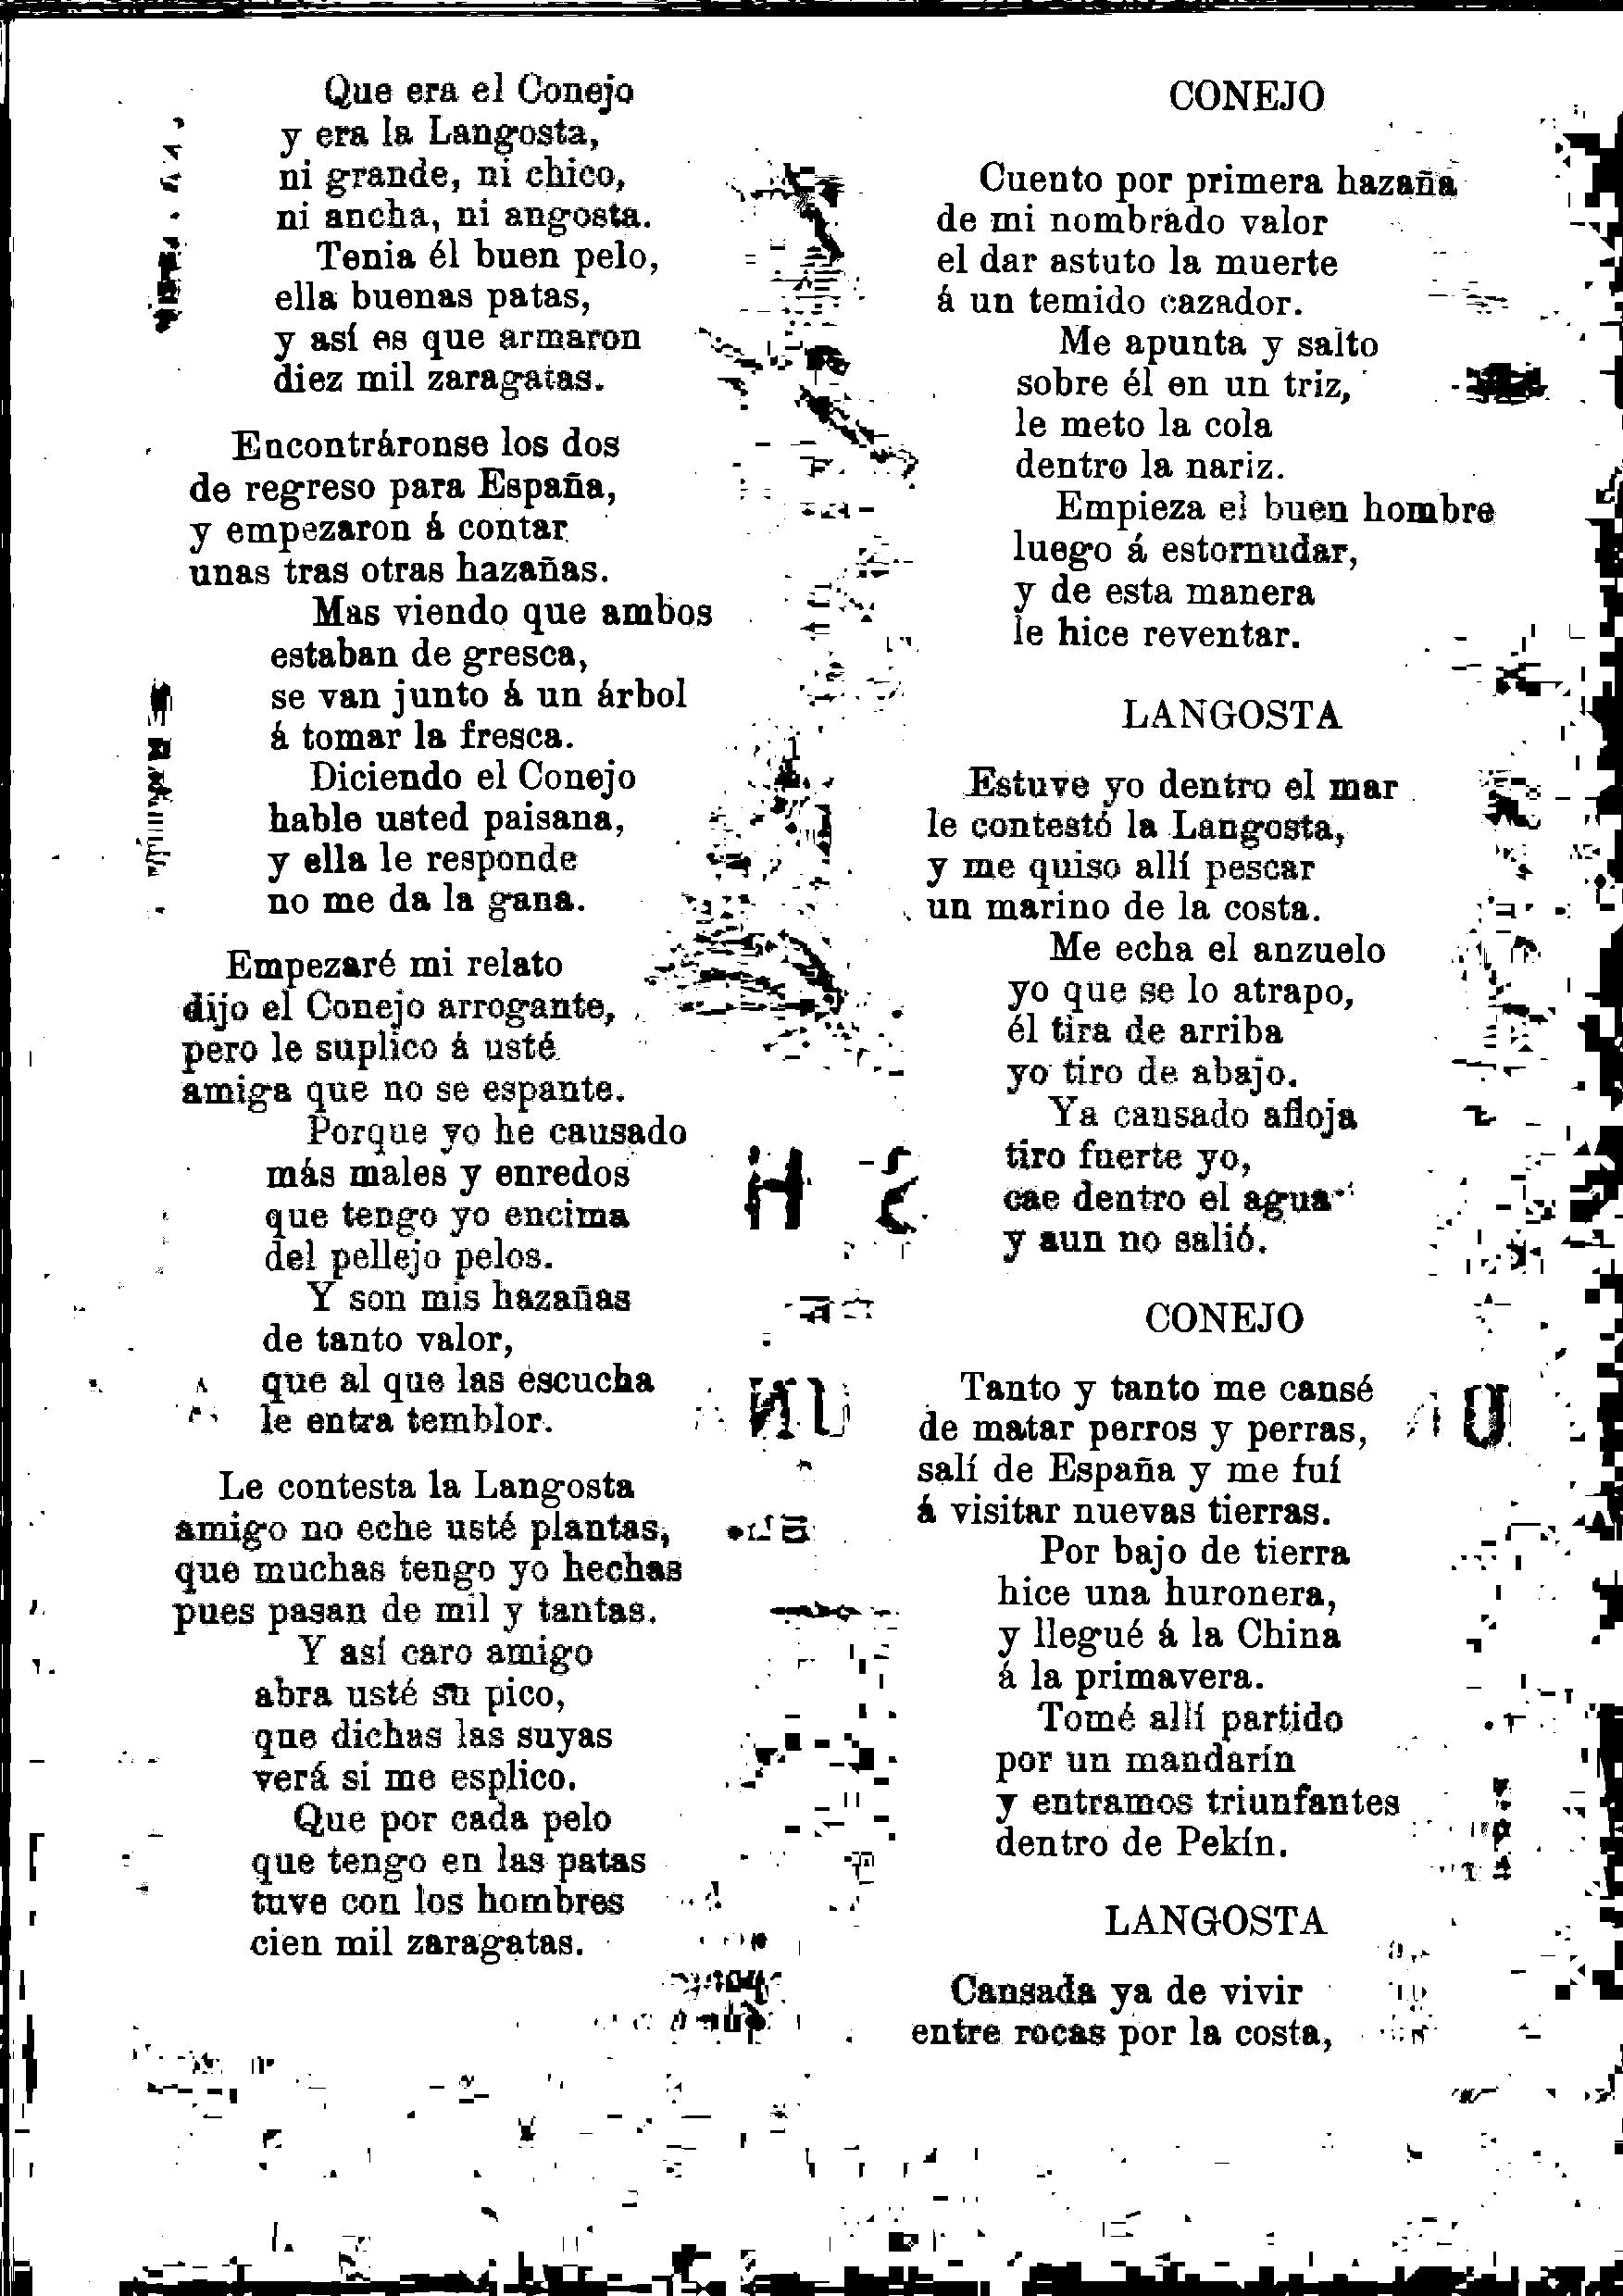 Que era el Conejo
y era la Langosta,
ni grande, ni chico,
ni ancha, ni angosta.
Tenia él buen pelo,
ella buenas patas,
y así es que armaron
diez mil zaragatas.
Encontráronse los dos
de regreso para España,
y empezaron á contar
unas tras otras hazañas.
Mas viendo que ambos
estaban de gresca,
se van junto á un árbol
á tomar la fresca.
Diciendo el Conejo
hable usted paisana,
y ella le responde
no me da la gana.
Empezaré mi relato
dijo el Conejo arrogante,
pero le suplico á usté
amiga que no se espante.
Porque yo he causado
más males y enredos
que tengo yo encima
del pellejo pelos.
Y son mis hazañas
de tanto valor,
que al que las escucha
le entra temblor.
Le contesta la Langosta
amigo no eche usté plantas,
que muchas tengo yo hechas
pues pasan de mil y tantas.
Y así caro amigo
abra usté su pico,
que dichas las suyas
verá si me esplico.
Que por cada pelo
que tengo en las patas
tuve con los hombres
cien mil zaragatas.
CONEJO
Cuento por primera hazaña
de mi nombrado valor
el dar astuto la muerte
á un temido cazador.
Me apunta y salto
sobre él en un triz,
le meto la cola
dentro la nariz.
Empieza el buen hombre
luego á estornudar,
y de esta manera
le hice reventar.
LANGOSTA
Estuve yo dentro el mar
le contestó la Langosta,
y me quiso allí pescar
un marino de la costa.
Me echa el anzuelo
yo que se lo atrapo,
él tira de arriba
yo tiro de abajo.
Ya cansado afloja
tiro fuerte yo,
cae dentro el agua
y aun no salió.
CONEJO
Tanto y tanto me cansé
de matar perros y perras,
salí de España y me fuí
á visitar nuevas tierras.
Por bajo de tierra
hice una huronera,
y llegué á la China
á la primavera.
Tomé allí partido
por un mandarín
y entramos triunfantes
dentro de Pekín.
LANGOSTA
Cansada ya de vivir
entre rocas por la costa,